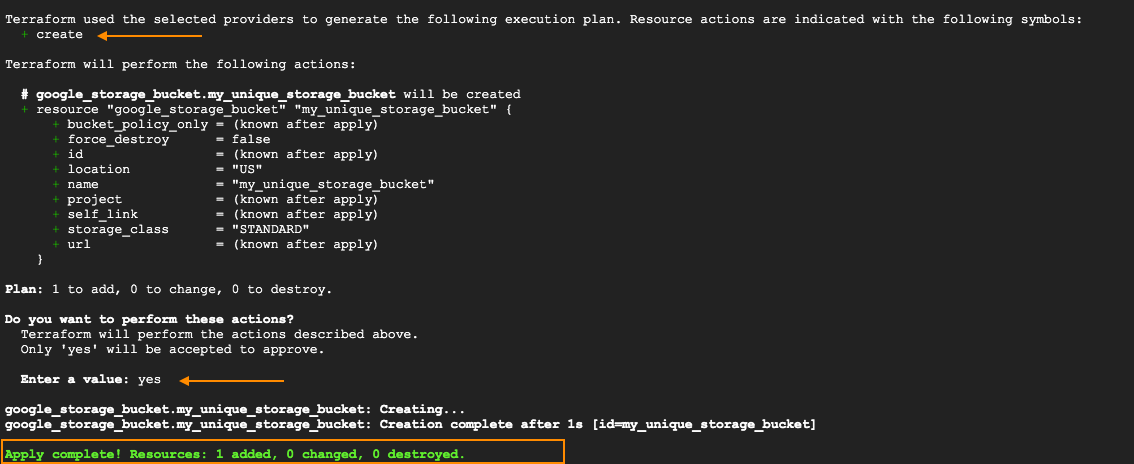 Terraform used the selected providers to generate the following execution plan. Resource actions are indicated with the following symbols:
  + create
Terraform will perform the following actions:
  # google_storage_bucket.my_unique_storage_bucket will be created
  + resource "google_storage_bucket" "my_unique_storage_bucket" {
      + bucket_policy_only = (known after apply)
      + force_destroy      = false
      + id                 = (known after apply)
      + location           = "US"
      + name               = "my_unique_storage_bucket"
      + project            = (known after apply)
      + self_link          = (known after apply)
      + storage_class      = "STANDARD"
      + url                = (known after apply)
    }
Plan: 1 to add, 0 to change, 0 to destroy.
Do you want to perform these actions?
  Terraform will perform the actions described above.
  Only 'yes' will be accepted to approve.
  Enter a value: yes
google_storage_bucket.my_unique_storage_bucket: Creating...
google_storage_bucket.my_unique_storage_bucket: Creation complete after 1s [id=my_unique_storage_bucket]
Apply complete! Resources: 1 added, 0 changed, 0 destroyed.